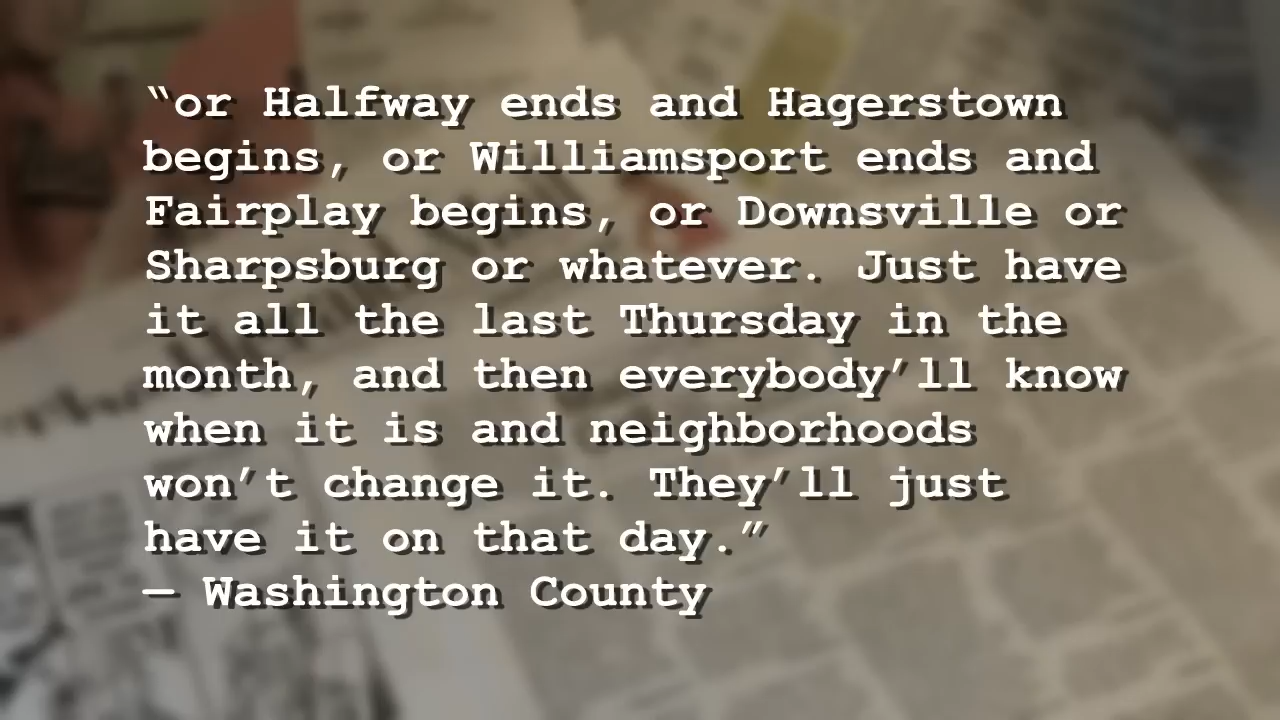 “or Halfway ends and Hagerstown
begins, or Williamsport ends and
Fairplay begins, or Downsville or
Sharpsburg or whatever. Just have
it all the last Thursday in the
month, and then everybody’ll know
when it is and neighborhoods
won’t change it. They’ll just
have it on that day.”
— Washington County